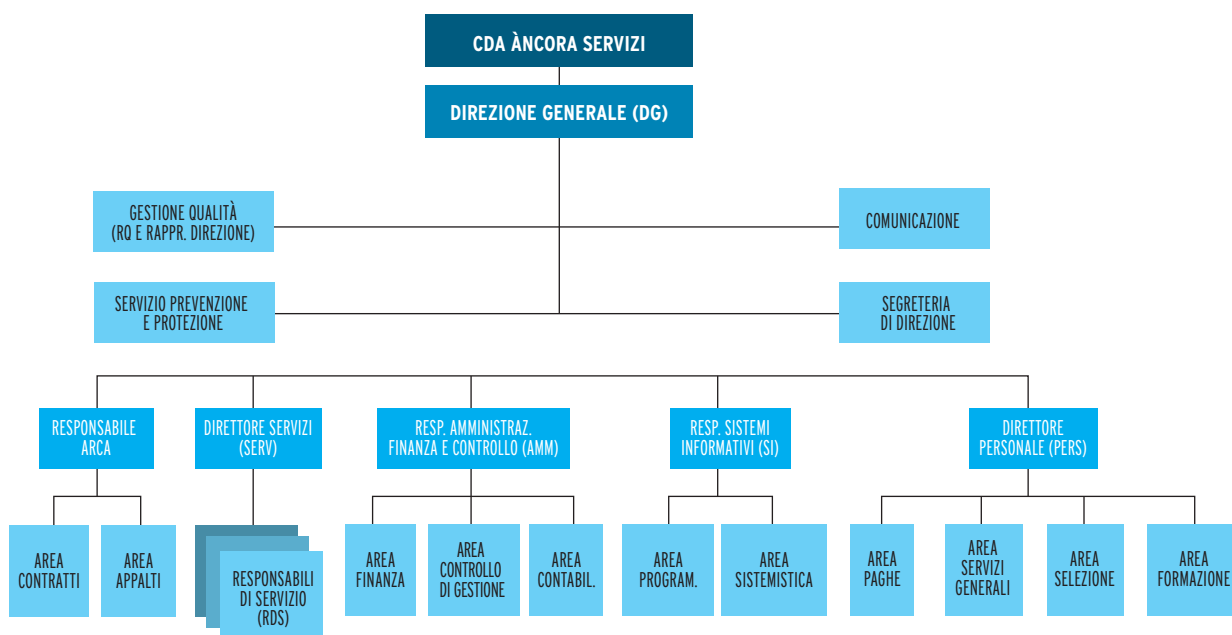 CDA ÀNCORA SERVIZI
DIREZIONE GENERALE (DG)
GESTIONE QUALITÀ
(RQ E RAPPR. DIREZIONE)
COMUNICAZIONE
SERVIZIO PREVENZIONE
E PROTEZIONE
SEGRETERIA
DI DIREZIONE
RESPONSABILE
ARCA
DIRETTORE SERVIZI
(SERV)
RESP. AMMINISTRAZ.
FINANZA E CONTROLLO (AMM)
RESP. SISTEMI
INFORMATIVI (SI)
DIRETTORE
PERSONALE (PERS)
AREA
CONTRATTI
AREA
APPALTI
RESPONSABILI
DI SERVIZIO
(RDS)
AREA
FINANZA
AREA
CONTROLLO
DI GESTIONE
AREA
CONTABIL.
AREA
PROGRAM.
AREA
SISTEMISTICA
AREA
PAGHE
AREA
SERVIZI
GENERALI
AREA
SELEZIONE
AREA
FORMAZIONE